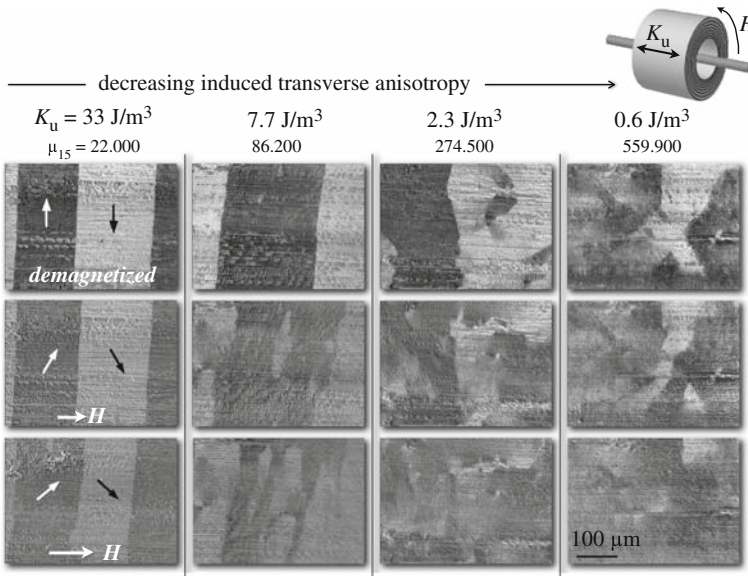 H
K_u
decreasing induced transverse anisotropy
K_u = 33 J/m³ 7.7 J/m³ 2.3 J/m³ 0.6 J/m³
μ₁₅ = 22.000 86.200 274.500 559.900
demagnetized
H
H
100 µm